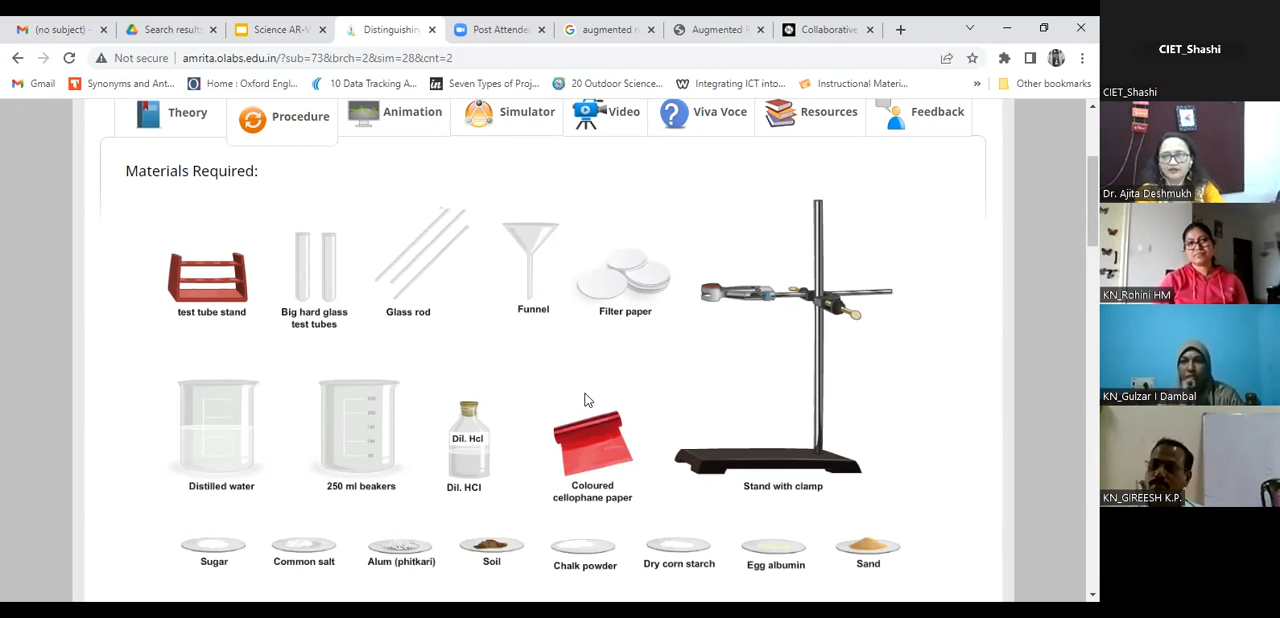 (no subject) -
Search result:
Science AR-V
Distinguishin
Post Attende
augmented r
Augmented R
Collaborative
Not secure
amrita.olabs.edu.in/?sub=73&brch=2&sim=28&cnt=2
Gmail
Synonyms and Ant...
Home : Oxford Engl...
10 Data Tracking A...
Seven Types of Proj...
20 Outdoor Science...
Integrating ICT into...
Instructional Materi...
Other bookmarks
Theory
Procedure
Animation
Simulator
Video
Viva Voce
Resources
Feedback
Materials Required:
test tube stand
Big hard glass
test tubes
Glass rod
Funnel
Filter paper
Dil. Hcl
Distilled water
250 ml beakers
Dil. HCl
Coloured
cellophane paper
Stand with clamp
Sugar
Common salt
Alum (phitkari)
Soil
Chalk powder
Dry corn starch
Egg albumin
Sand
CIET_Shashi
CIET_Shashi
Dr. Ajita Deshmukh
KN_Rohini HM
KN_Gulzar I Dambal
KN_GIREESH K.P.